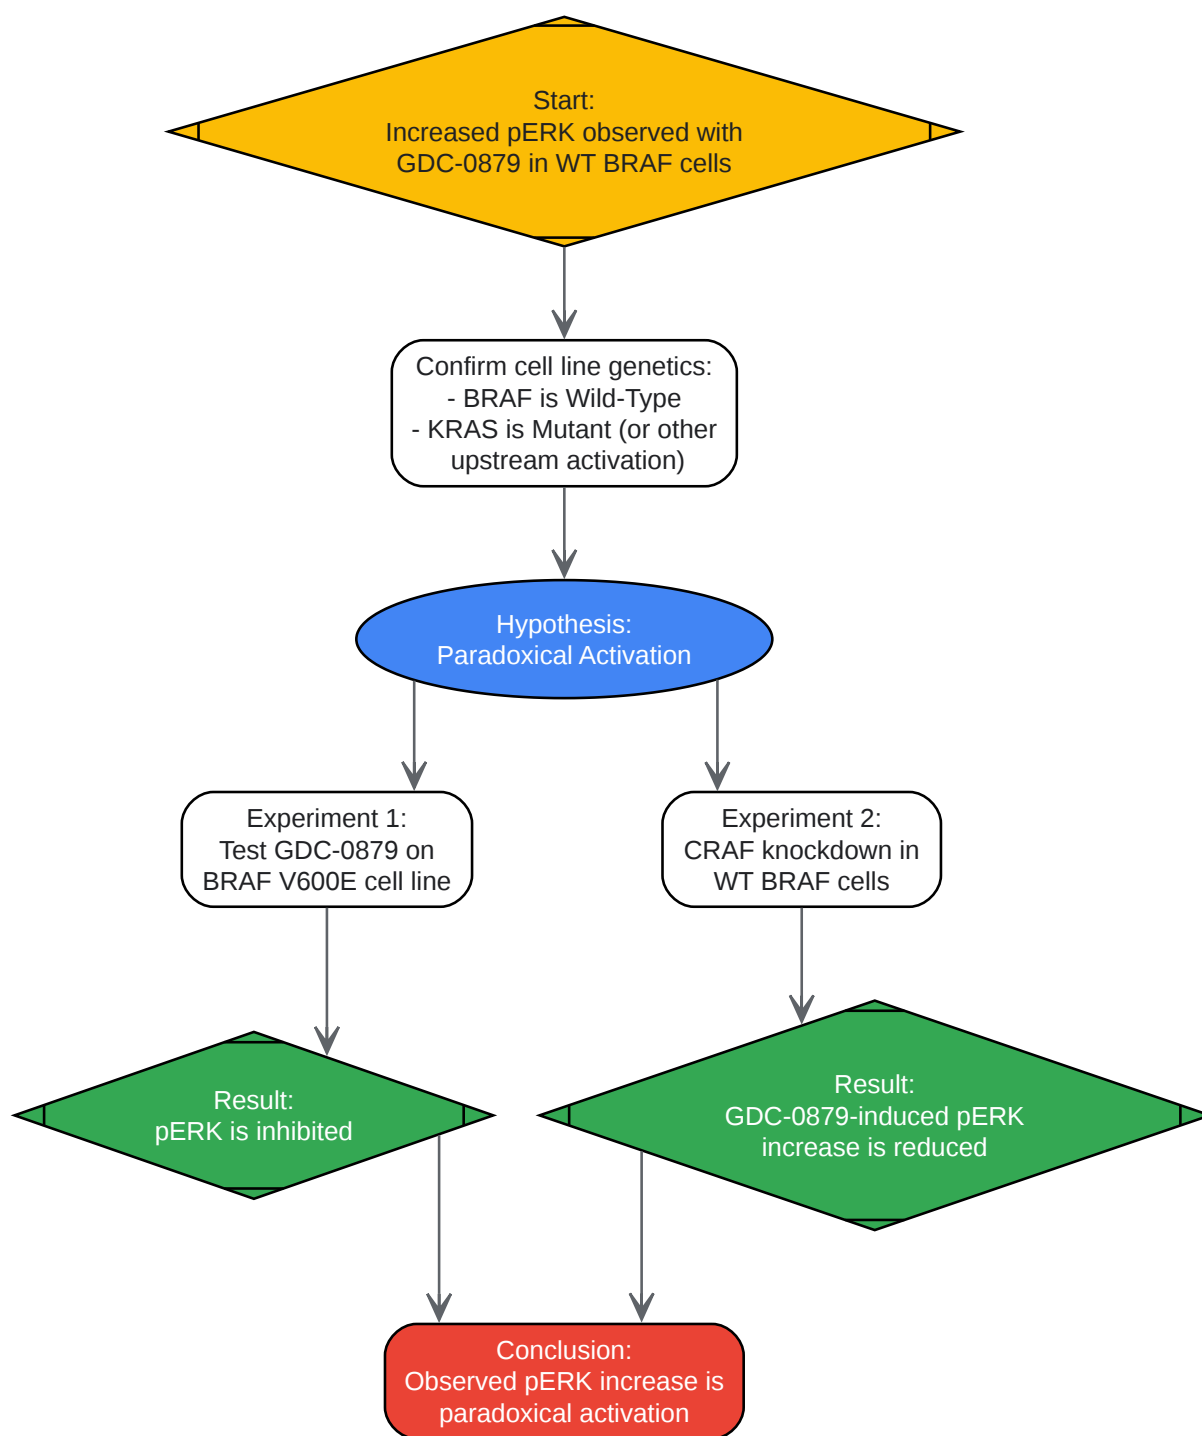 Start:
Increased pERK observed with
GDC-0879 in WT BRAF cells
Confirm cell line genetics:
- BRAF is Wild-Type
- KRAS is Mutant (or other
upstream activation)
Hypothesis:
Paradoxical Activation
Experiment 1:
Test GDC-0879 on
BRAF V600E cell line
Experiment 2:
CRAF knockdown in
WT BRAF cells
Result:
pERK is inhibited
Result:
GDC-0879-induced pERK
increase is reduced
Conclusion:
Observed pERK increase is
paradoxical activation